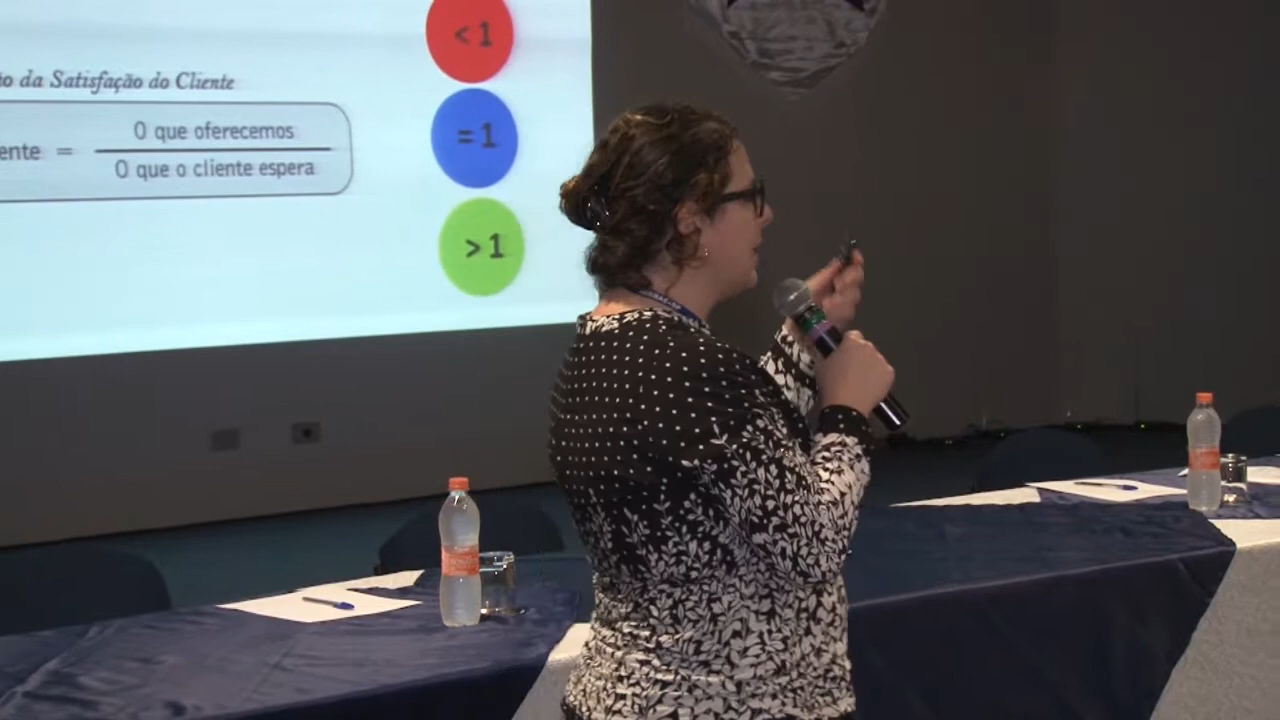 < 1
o da Satisfação do Cliente
ente = O que oferecemos
O que o cliente espera
= 1
> 1